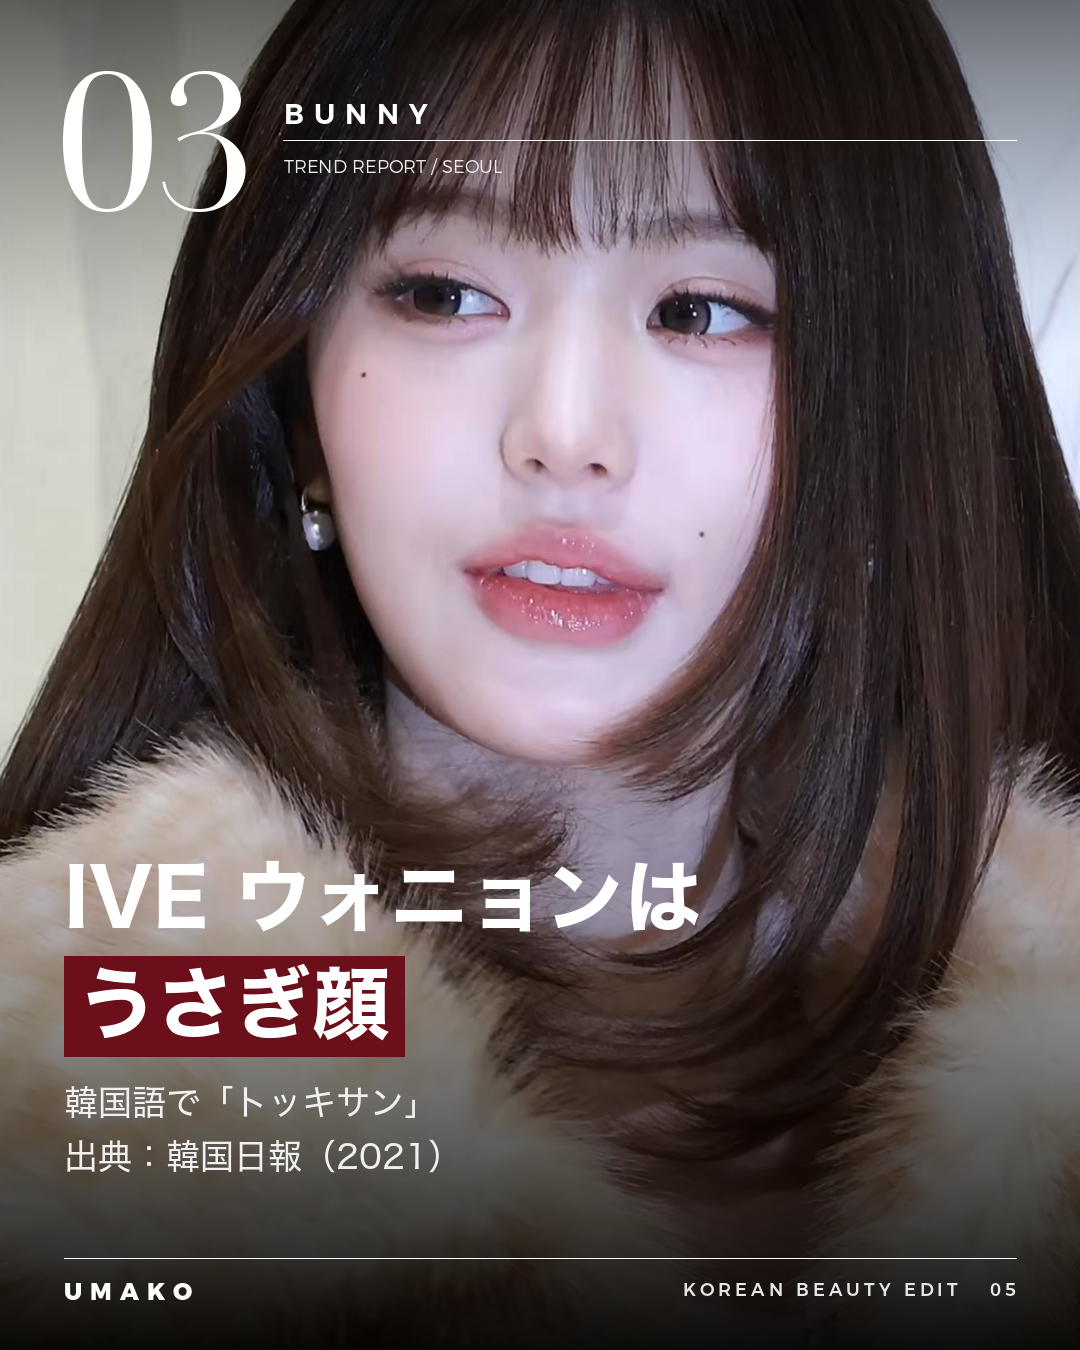 03
BUNNY
TREND REPORT / SEOUL
IVE ウォニョンは
うさぎ顔
韓国語で「トッキサン」
出典：韓国日報（2021）
UMAKO
KOREAN BEAUTY EDIT 05